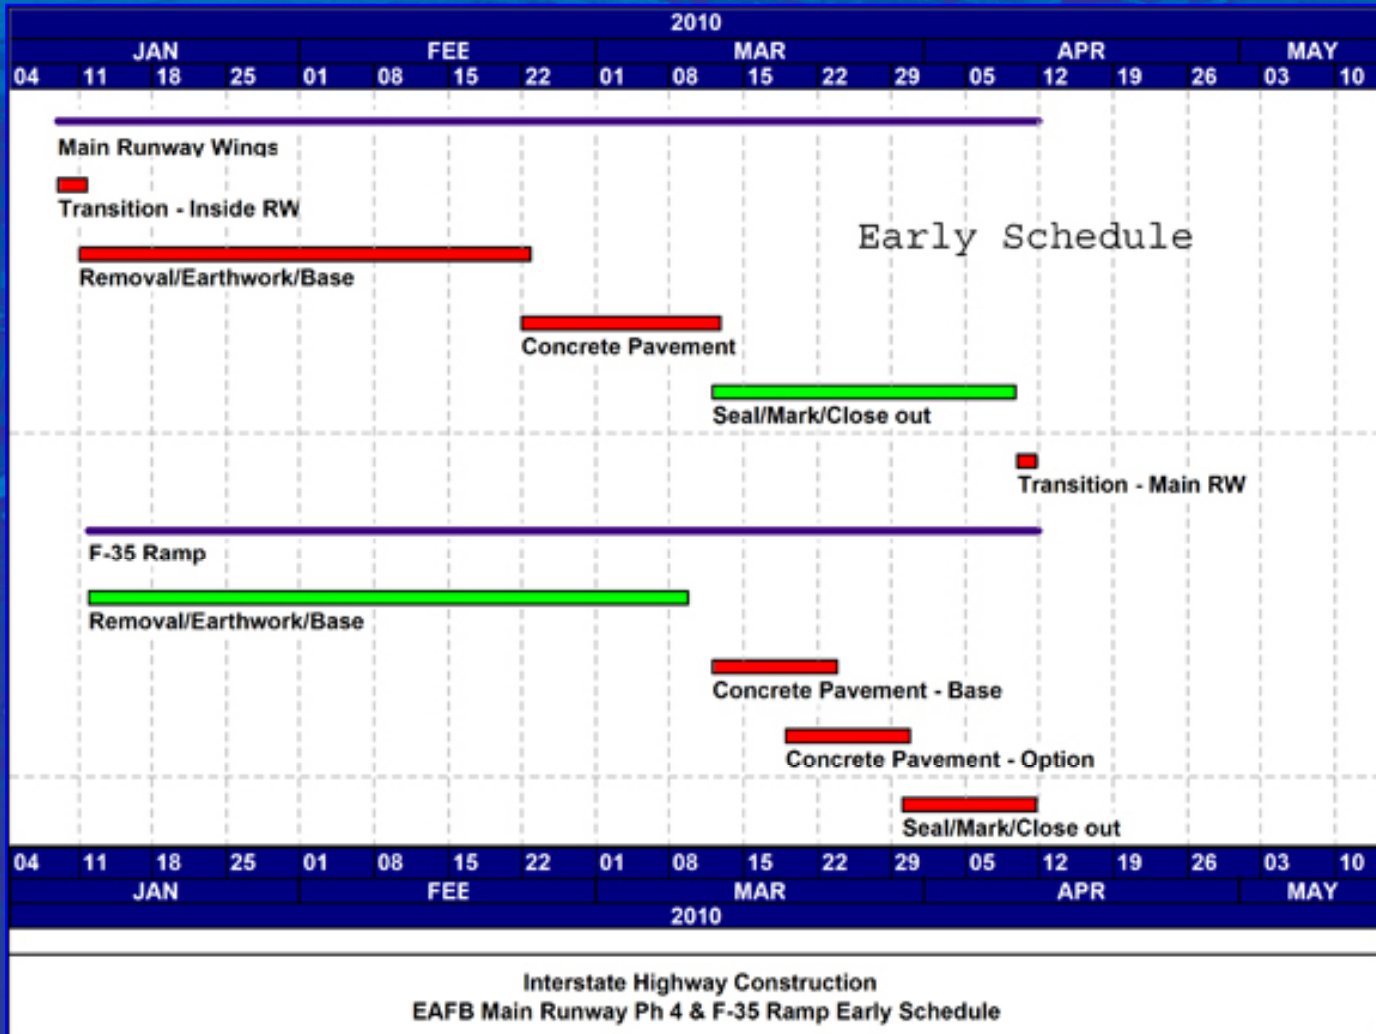 2010
JAN FEE MAR APR MAY
04 11 18 25 01 08 15 22 01 08 15 22 29 05 12 19 26 03 10
Main Runway Wings
Transition - Inside RW
Early Schedule
Removal/Earthwork/Base
Concrete Pavement
Seal/Mark/Close out
Transition - Main RW
F-35 Ramp
Removal/Earthwork/Base
Concrete Pavement - Base
Concrete Pavement - Option
Seal/Mark/Close out
04 11 18 25 01 08 15 22 01 08 15 22 29 05 12 19 26 03 10
JAN FEE MAR APR MAY
2010
Interstate Highway Construction
EAFB Main Runway Ph 4 & F-35 Ramp Early Schedule